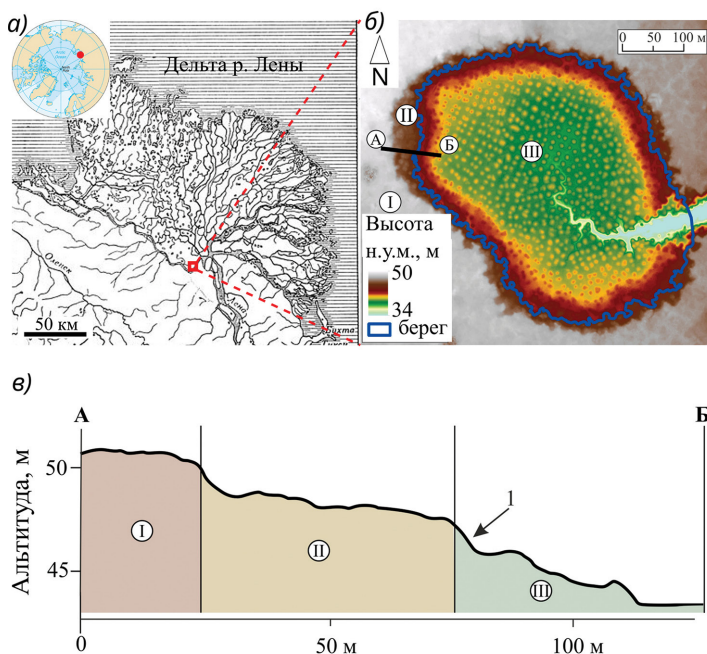 а)
Дельта р. Лены
Оленек
Лена
50 км
б)
0 50 100 м
N
II
А
Б
III
I
Высота
н.у.м., м
50
34
берег
в)
А
Б
Альтитуда, м
50
45
I
II
III
1
0
50 м
100 м